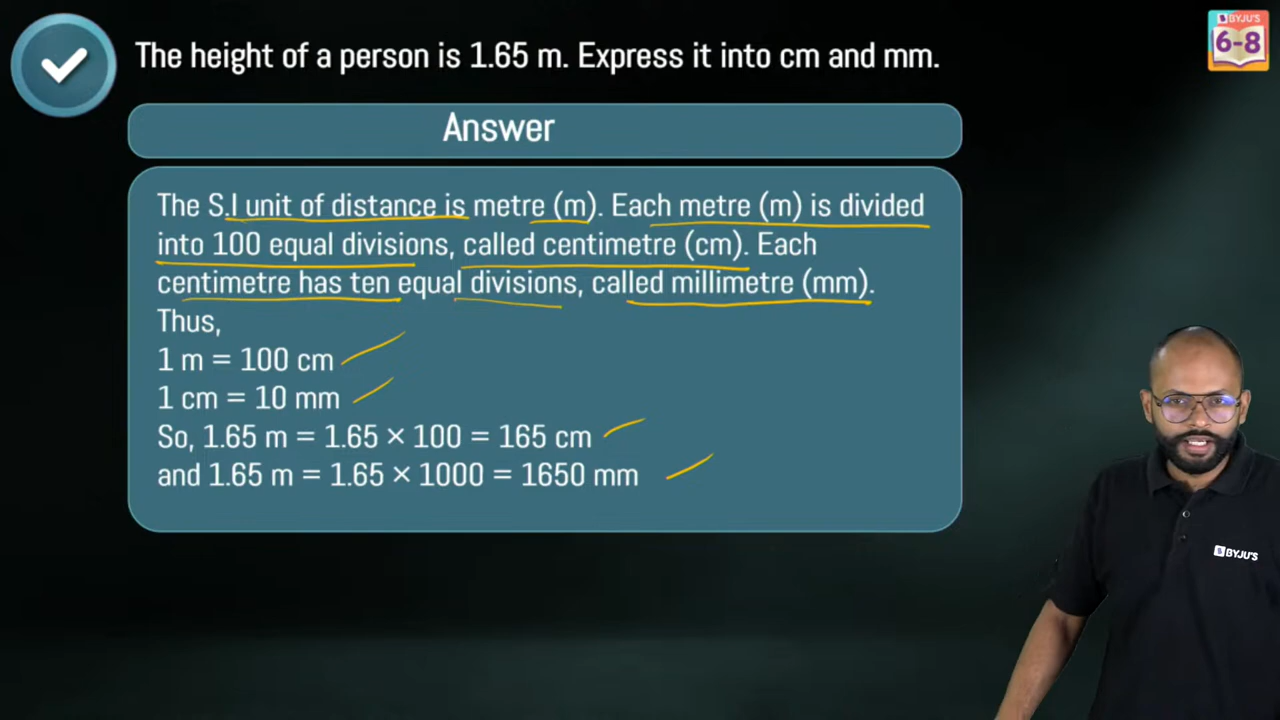 The height of a person is 1.65 m. Express it into cm and mm.
BYJU'S
6-8
Answer
The S.I unit of distance is metre (m). Each metre (m) is divided
into 100 equal divisions, called centimetre (cm). Each
centimetre has ten equal divisions, called millimetre (mm).
Thus,
1 m = 100 cm
1 cm = 10 mm
So, 1.65 m = 1.65 × 100 = 165 cm
and 1.65 m = 1.65 × 1000 = 1650 mm
BYJU'S